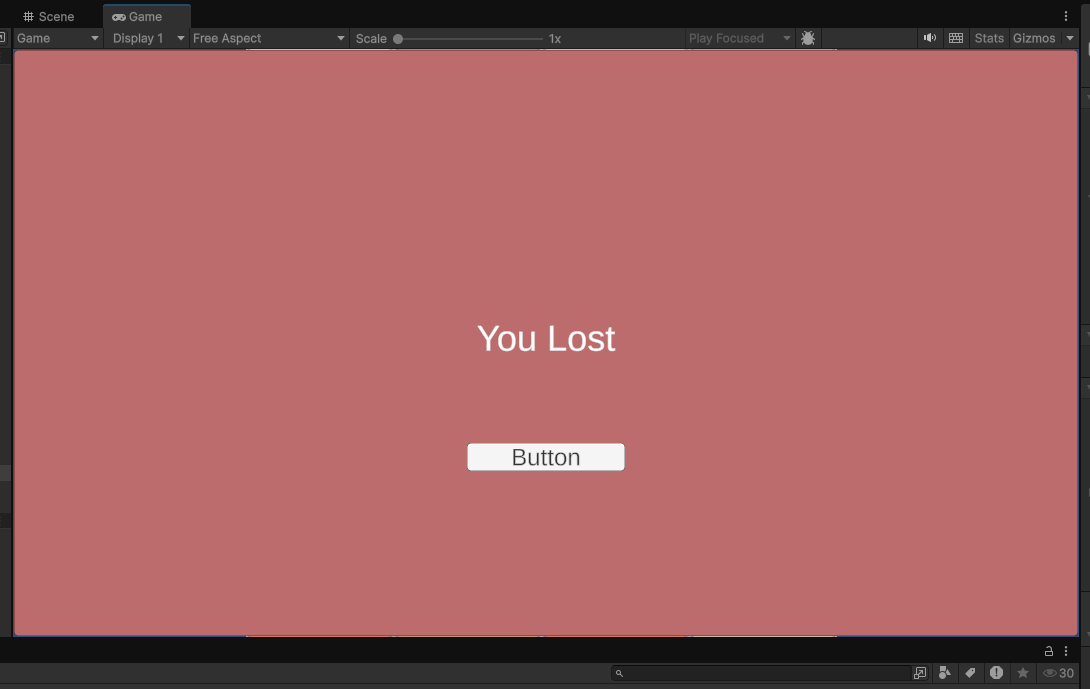 Scene Game
Game Display 1 Free Aspect Scale 1x Play Focused Stats Gizmos
You Lost
Button
30